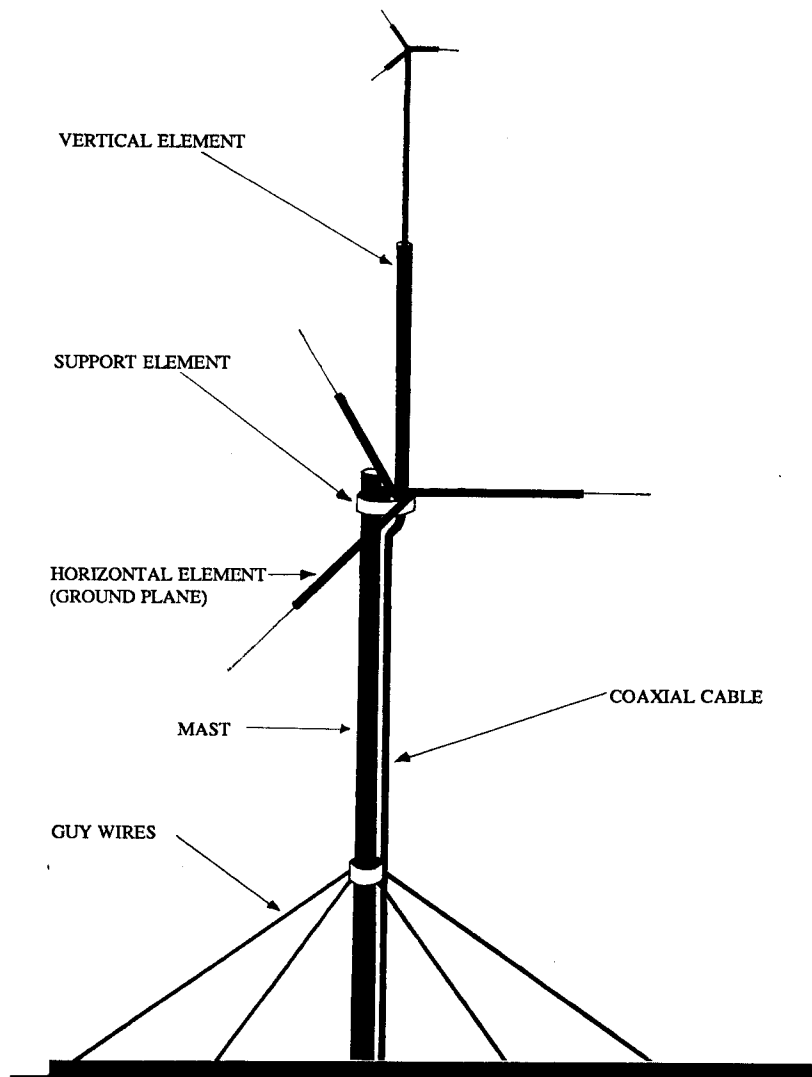 VERTICAL ELEMENT
SUPPORT ELEMENT
HORIZONTAL ELEMENT
(GROUND PLANE)
COAXIAL CABLE
MAST
GUY WIRES